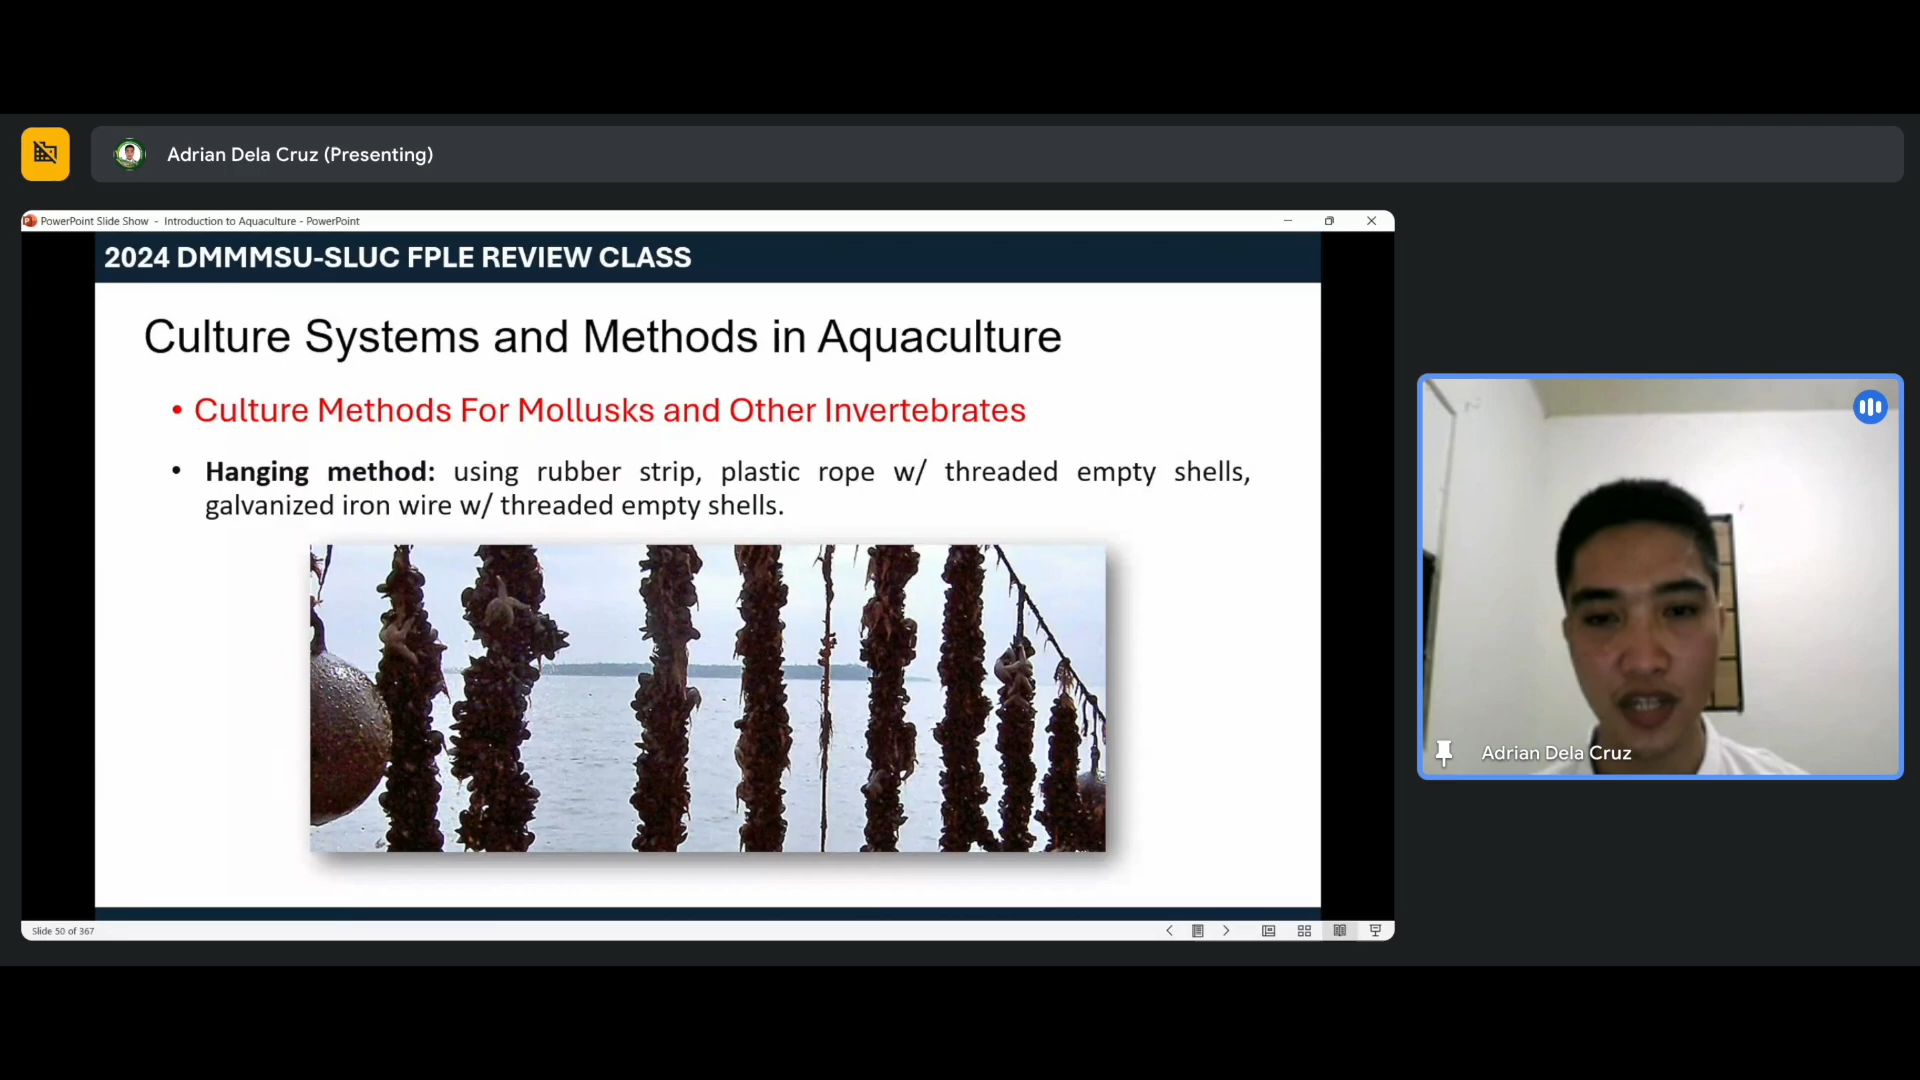 Adrian Dela Cruz (Presenting)
PowerPoint Slide Show - Introduction to Aquaculture - PowerPoint
2024 DMMMSU-SLUC FPLE REVIEW CLASS
Culture Systems and Methods in Aquaculture
• Culture Methods For Mollusks and Other Invertebrates
• Hanging method: using rubber strip, plastic rope w/ threaded empty shells,
galvanized iron wire w/ threaded empty shells.
Adrian Dela Cruz
Slide 50 of 367